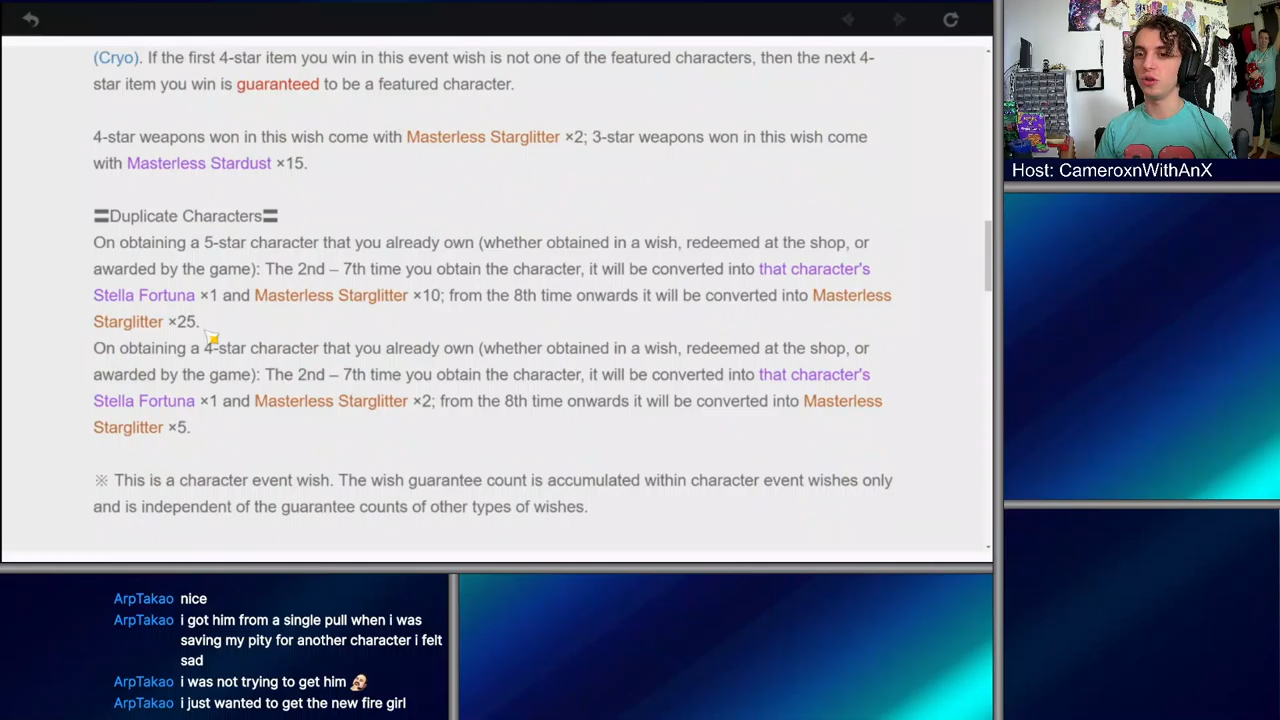 (Cryo). If the first 4-star item you win in this event wish is not one of the featured characters, then the next 4-
star item you win is guaranteed to be a featured character.
4-star weapons won in this wish come with Masterless Starglitter ×2; 3-star weapons won in this wish come
with Masterless Stardust ×15.
〓Duplicate Characters〓
On obtaining a 5-star character that you already own (whether obtained in a wish, redeemed at the shop, or
awarded by the game): The 2nd – 7th time you obtain the character, it will be converted into that character's
Stella Fortuna ×1 and Masterless Starglitter ×10; from the 8th time onwards it will be converted into Masterless
Starglitter ×25.
On obtaining a 4-star character that you already own (whether obtained in a wish, redeemed at the shop, or
awarded by the game): The 2nd – 7th time you obtain the character, it will be converted into that character's
Stella Fortuna ×1 and Masterless Starglitter ×2; from the 8th time onwards it will be converted into Masterless
Starglitter ×5.
※ This is a character event wish. The wish guarantee count is accumulated within character event wishes only
and is independent of the guarantee counts of other types of wishes.
Host: CameroxnWithAnX
ArpTakao nice
ArpTakao i got him from a single pull when i was
saving my pity for another character i felt
sad
ArpTakao i was not trying to get him
ArpTakao i just wanted to get the new fire girl